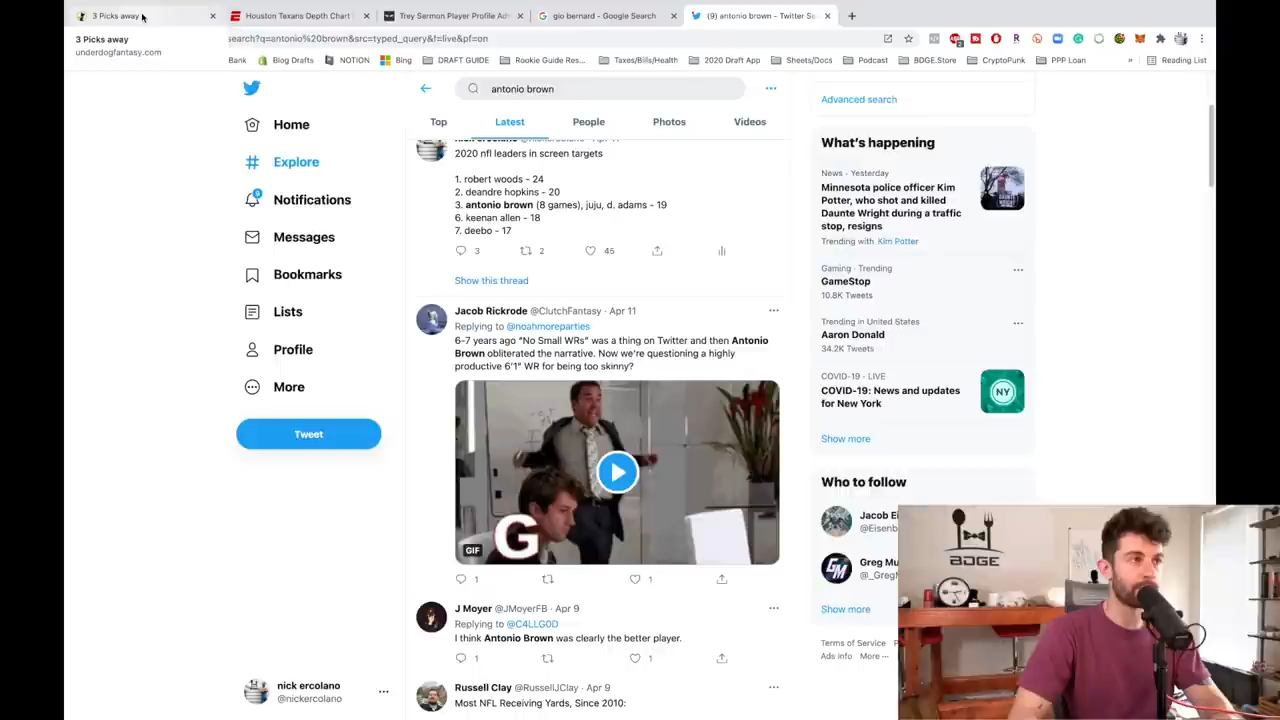 3 Picks away
Houston Texans Depth Chart
Trey Sermon Player Profile Ad
gio bernard - Google Search
(9) antonio brown - Twitter Se
3 Picks away
underdogfantasy.com
search?q=antonio%20brown&src=typed_query&f=live&pf=on
Bank
Blog Drafts
NOTION
Bing
DRAFT GUIDE
Rookie Guide Res...
Taxes/Bills/Health
2020 Draft App
Sheets/Docs
Podcast
BDGE.Store
CryptoPunk
PPP Loan
Reading List
antonio brown
Top
Latest
People
Photos
Videos
Home
Explore
Notifications
Messages
Bookmarks
Lists
Profile
More
Tweet
nick ercolano
@nickercolano
2020 nfl leaders in screen targets
1. robert woods - 24
2. deandre hopkins - 20
3. antonio brown (8 games), juju, d. adams - 19
6. keenan allen - 18
7. deebo - 17
3 2 45
Show this thread
Jacob Rickrode @ClutchFantasy · Apr 11
Replying to @noahmoreparties
6-7 years ago “No Small WRs” was a thing on Twitter and then Antonio
Brown obliterated the narrative. Now we're questioning a highly
productive 6'1" WR for being too skinny?
G
GIF
1 1
J Moyer @JMoyerFB · Apr 9
Replying to @C4LLG0D
I think Antonio Brown was clearly the better player.
1
Russell Clay @RussellJClay · Apr 9
Most NFL Receiving Yards, Since 2010:
Advanced search
What's happening
News · Yesterday
Minnesota police officer Kim
Potter, who shot and killed
Daunte Wright during a traffic
stop, resigns
Trending with Kim Potter
Gaming · Trending
GameStop
10.8K Tweets
Trending in United States
Aaron Donald
34.2K Tweets
COVID-19 · LIVE
COVID-19: News and updates
for New York
NY
Show more
Who to follow
Jacob Ei
@Eisenb
Greg Mu
@_Greg
GM
Show more
Terms of Service
Ads info More ···
BDGE